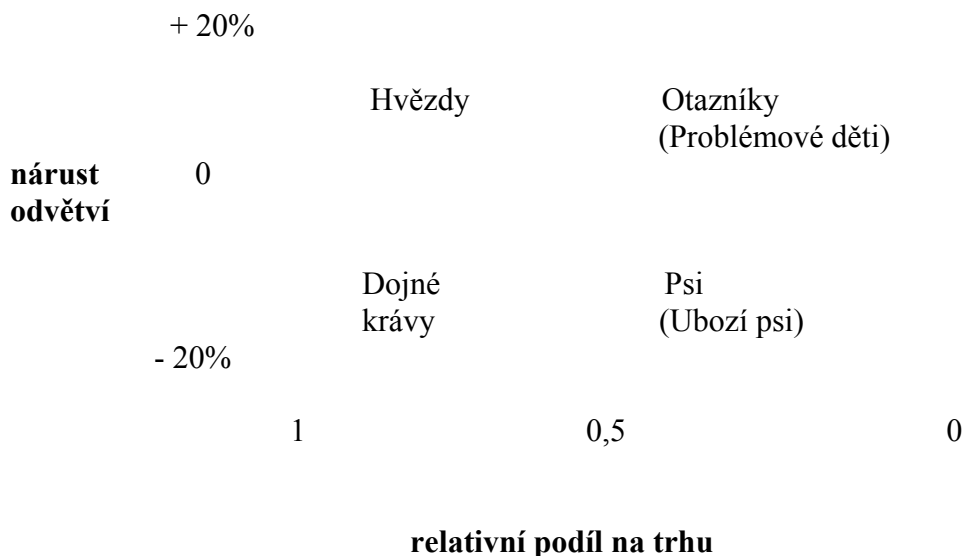 + 20%
Hvězdy Otazníky
(Problémové děti)
nárust 0
odvětví
Dojné Psi
krávy (Ubozí psi)
- 20%
1 0,5 0
relativní podíl na trhu